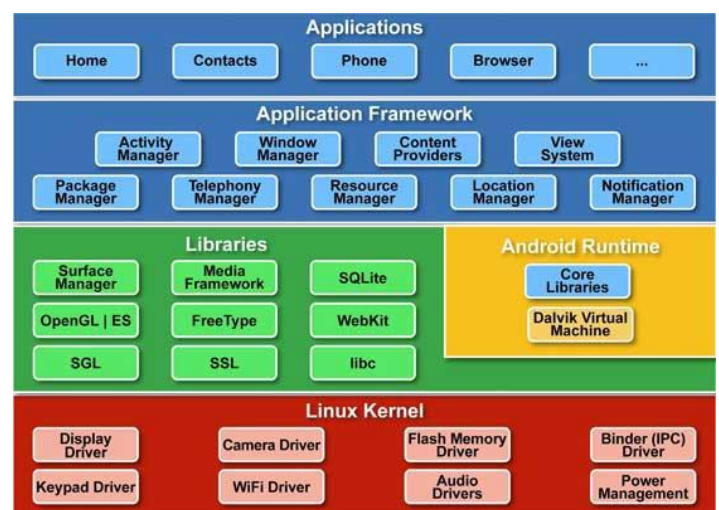 Applications
Home
Contacts
Phone
Browser
...
Application Framework
Activity
Manager
Window
Manager
Content
Providers
View
System
Package
Manager
Telephony
Manager
Resource
Manager
Location
Manager
Notification
Manager
Libraries
Surface
Manager
Media
Framework
SQLite
OpenGL | ES
FreeType
WebKit
SGL
SSL
libc
Android Runtime
Core
Libraries
Dalvik Virtual
Machine
Linux Kernel
Display
Driver
Camera Driver
Flash Memory
Driver
Binder (IPC)
Driver
Keypad Driver
WiFi Driver
Audio
Drivers
Power
Management